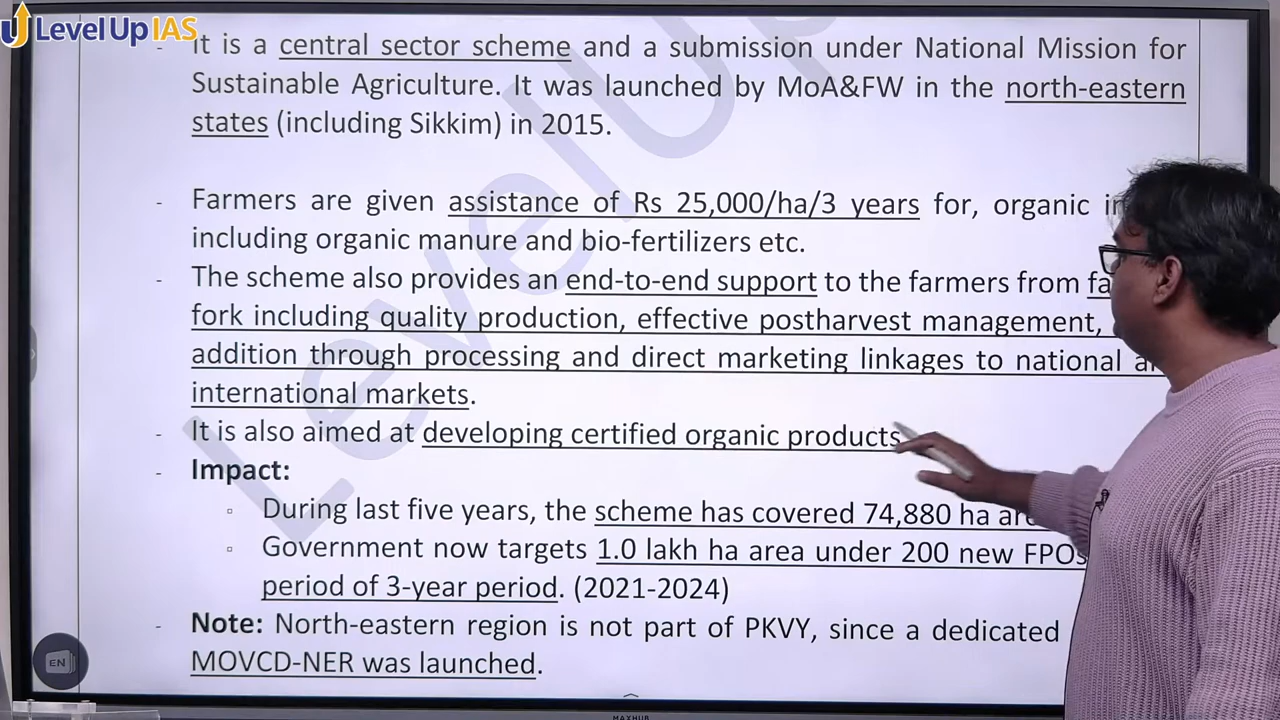 Level Up IAS
It is a central sector scheme and a submission under National Mission for
Sustainable Agriculture. It was launched by MoA&FW in the north-eastern
states (including Sikkim) in 2015.
- Farmers are given assistance of Rs 25,000/ha/3 years for, organic
including organic manure and bio-fertilizers etc.
- The scheme also provides an end-to-end support to the farmers from
fork including quality production, effective postharvest management,
addition through processing and direct marketing linkages to national
international markets.
- It is also aimed at developing certified organic products
- Impact:
▫ During last five years, the scheme has covered 74,880 ha
▫ Government now targets 1.0 lakh ha area under 200 new FPOs
period of 3-year period. (2021-2024)
- Note: North-eastern region is not part of PKVY, since a dedicated
MOVCD-NER was launched.
EN
MAXHUB
LevelUp